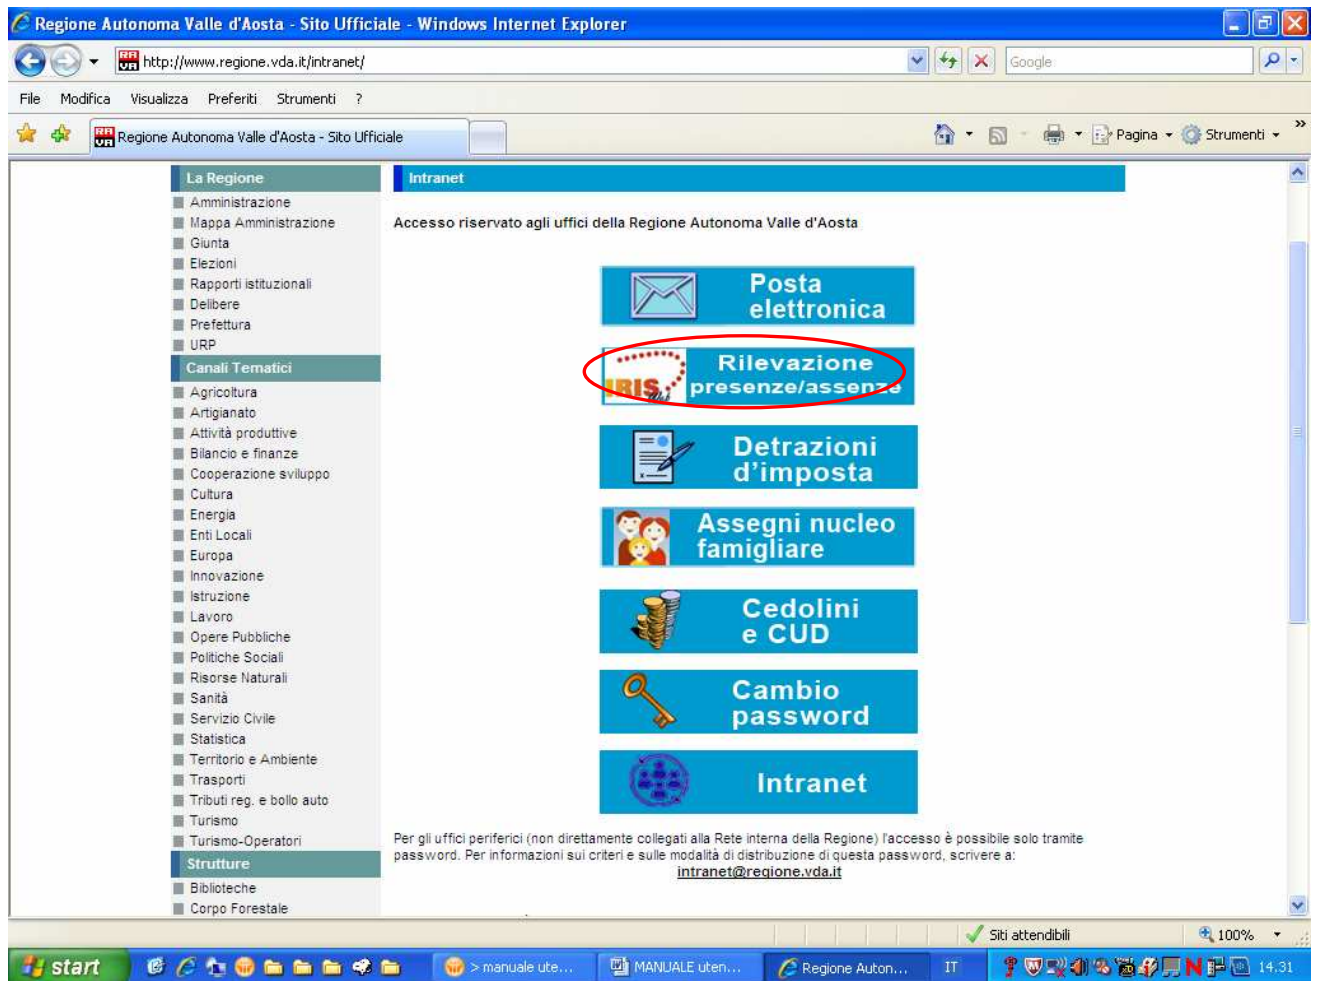 Regione Autonoma Valle d'Aosta - Sito Ufficiale - Windows Internet Explorer
http://www.regione.vda.it/intranet/
Google
File Modifica Visualizza Preferiti Strumenti ?
Regione Autonoma Valle d'Aosta - Sito Ufficiale
Pagina
Strumenti
La Regione
Amministrazione
Mappa Amministrazione
Giunta
Elezioni
Rapporti istituzionali
Delibere
Prefettura
URP
Canali Tematici
Agricoltura
Artigianato
Attività produttive
Bilancio e finanze
Cooperazione sviluppo
Cultura
Energia
Enti Locali
Europa
Innovazione
Istruzione
Lavoro
Opere Pubbliche
Politiche Sociali
Risorse Naturali
Sanità
Servizio Civile
Statistica
Territorio e Ambiente
Trasporti
Tributi reg. e bollo auto
Turismo
Turismo-Operatori
Strutture
Biblioteche
Corpo Forestale
Intranet
Accesso riservato agli uffici della Regione Autonoma Valle d'Aosta
Posta
elettronica
IRIS Web
Rilevazione
presenze/assenze
Detrazioni
d'imposta
Assegni nucleo
famigliare
Cedolini
e CUD
Cambio
password
Intranet
Per gli uffici periferici (non direttamente collegati alla Rete interna della Regione) l'accesso è possibile solo tramite
password. Per informazioni sui criteri e sulle modalità di distribuzione di questa password, scrivere a:
intranet@regione.vda.it
Siti attendibili
100%
start
> manuale ute...
MANUALE uten...
Regione Auton...
IT
14.31